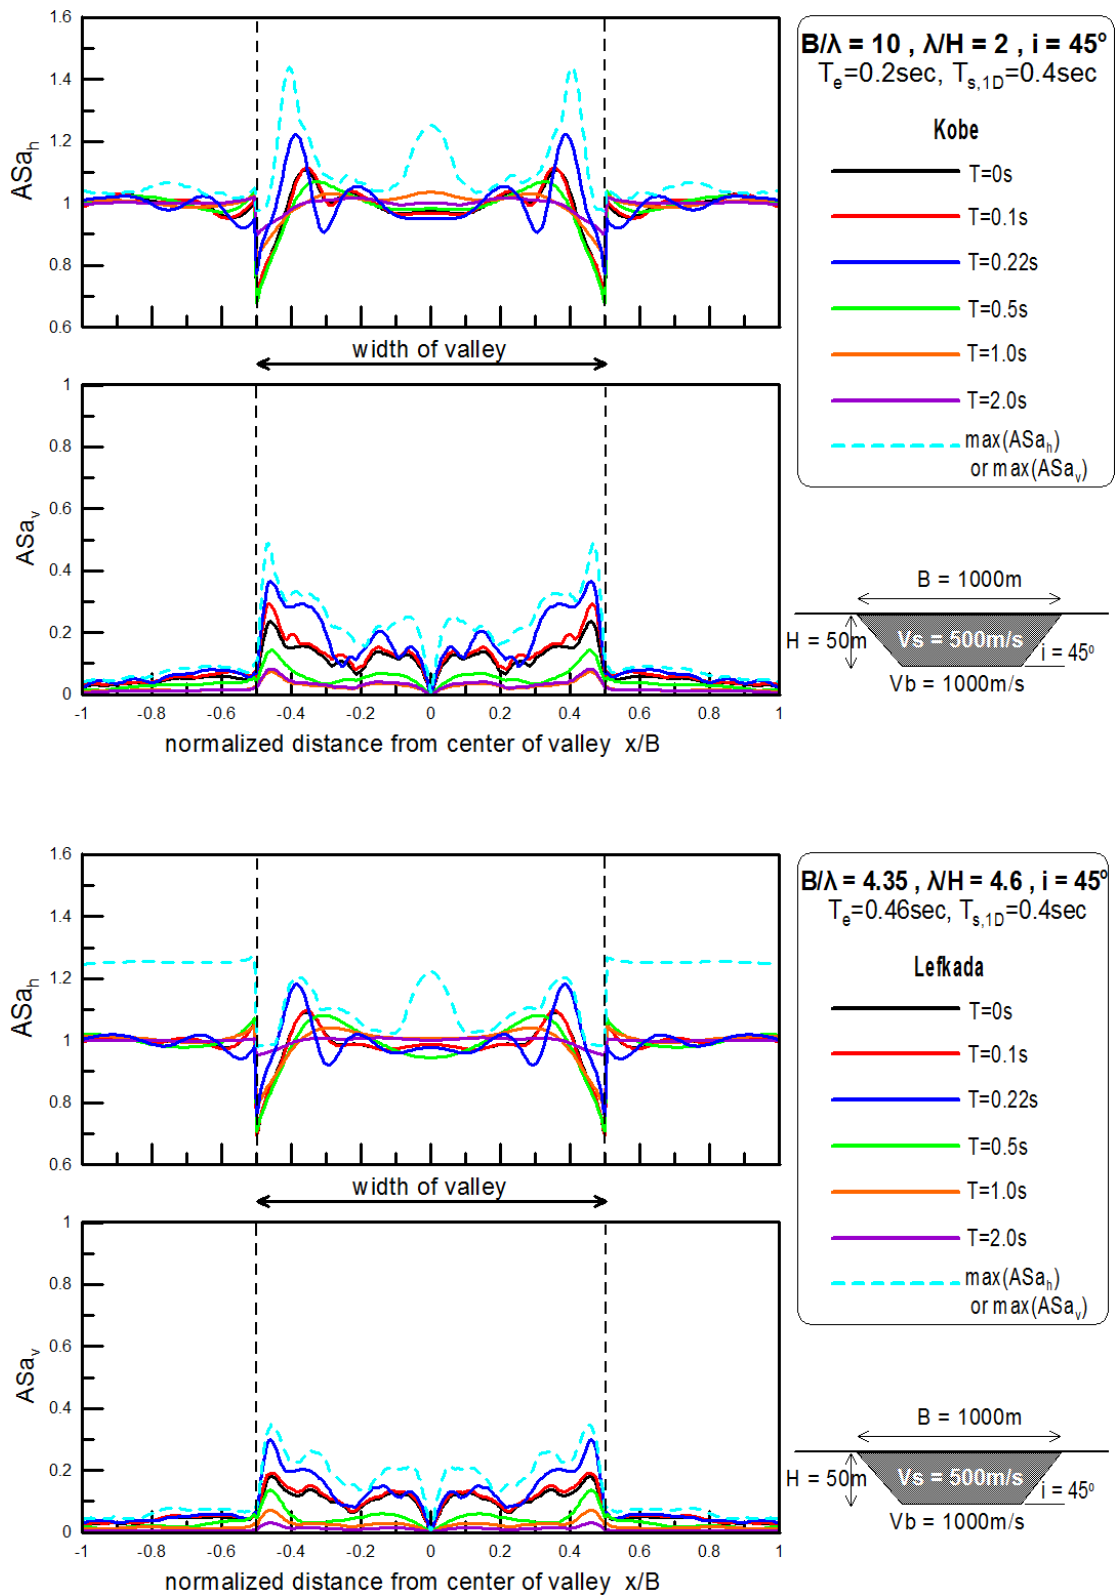 1.6
1.4
1.2
1
0.8
0.6
ASa_h
width of valley
1
0.8
0.6
0.4
0.2
0
ASa_v
-1 -0.8 -0.6 -0.4 -0.2 0 0.2 0.4 0.6 0.8 1
normalized distance from center of valley x/B
B/λ = 10 , λ/H = 2 , i = 45º
T_e=0.2sec, T_s,1D=0.4sec
Kobe
T=0s
T=0.1s
T=0.22s
T=0.5s
T=1.0s
T=2.0s
max(ASa_h)
or max(ASa_v)
B = 1000m
H = 50m
Vs = 500m/s
i = 45º
Vb = 1000m/s
1.6
1.4
1.2
1
0.8
0.6
ASa_h
width of valley
1
0.8
0.6
0.4
0.2
0
ASa_v
-1 -0.8 -0.6 -0.4 -0.2 0 0.2 0.4 0.6 0.8 1
normalized distance from center of valley x/B
B/λ = 4.35 , λ/H = 4.6 , i = 45º
T_e=0.46sec, T_s,1D=0.4sec
Lefkada
T=0s
T=0.1s
T=0.22s
T=0.5s
T=1.0s
T=2.0s
max(ASa_h)
or max(ASa_v)
B = 1000m
H = 50m
Vs = 500m/s
i = 45º
Vb = 1000m/s